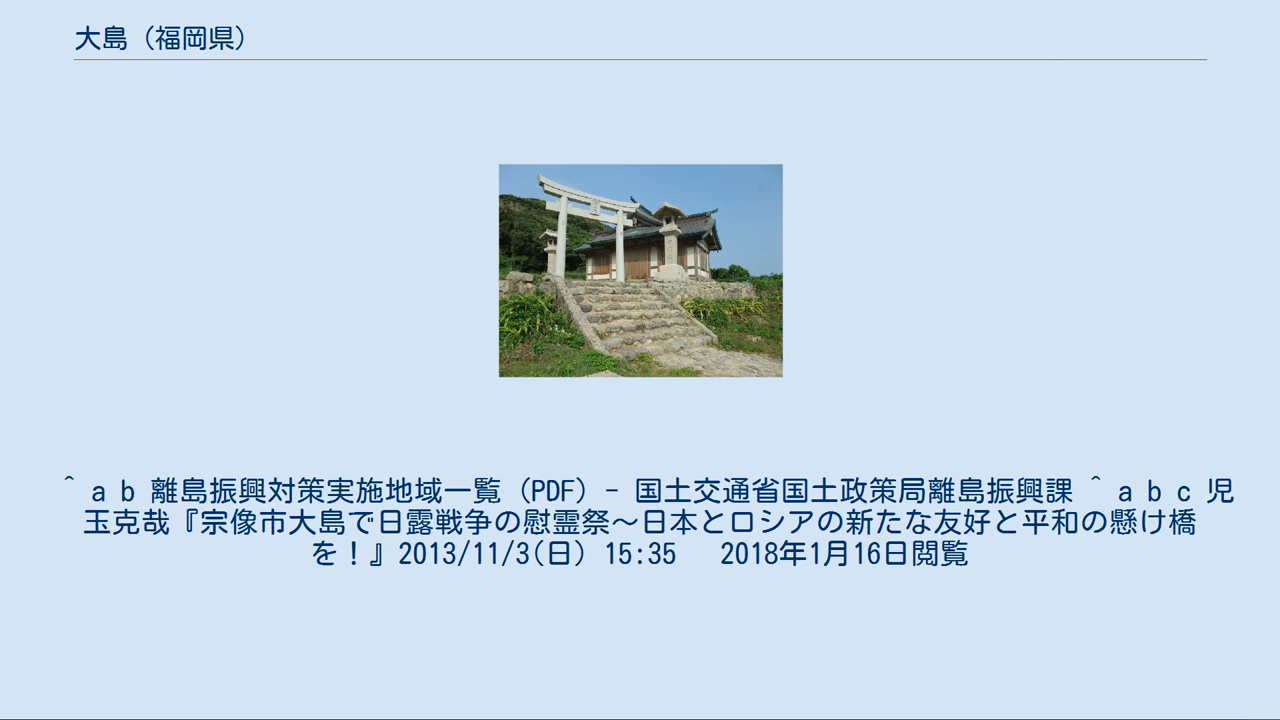 大島（福岡県）
^ a b 離島振興対策実施地域一覧（PDF）- 国土交通省国土政策局離島振興課 ^ a b c 児
玉克哉『宗像市大島で日露戦争の慰霊祭～日本とロシアの新たな友好と平和の懸け橋
を！』2013/11/3(日) 15:35　 2018年1月16日閲覧